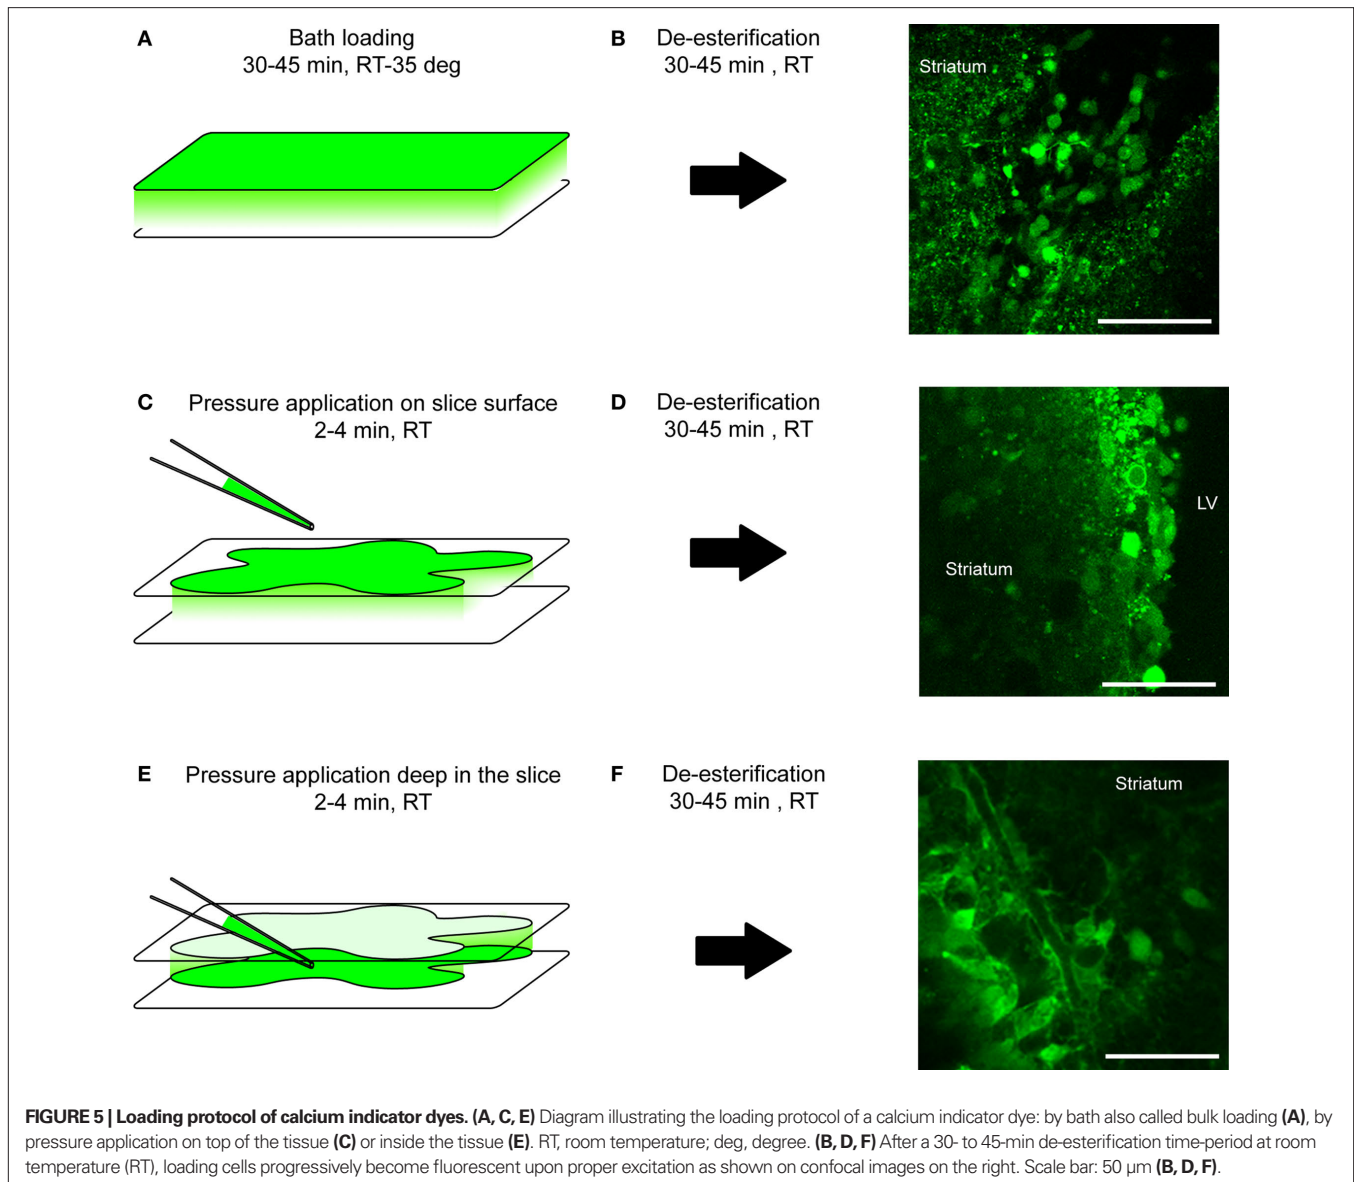 A
Bath loading
30-45 min, RT-35 deg
B
De-esterification
30-45 min , RT
Striatum
C
Pressure application on slice surface
2-4 min, RT
D
De-esterification
30-45 min , RT
LV
Striatum
E
Pressure application deep in the slice
2-4 min, RT
F
De-esterification
30-45 min , RT
Striatum
FIGURE 5 | Loading protocol of calcium indicator dyes. (A, C, E) Diagram illustrating the loading protocol of a calcium indicator dye: by bath also called bulk loading (A), by
pressure application on top of the tissue (C) or inside the tissue (E). RT, room temperature; deg, degree. (B, D, F) After a 30- to 45-min de-esterification time-period at room
temperature (RT), loading cells progressively become fluorescent upon proper excitation as shown on confocal images on the right. Scale bar: 50 µm (B, D, F).